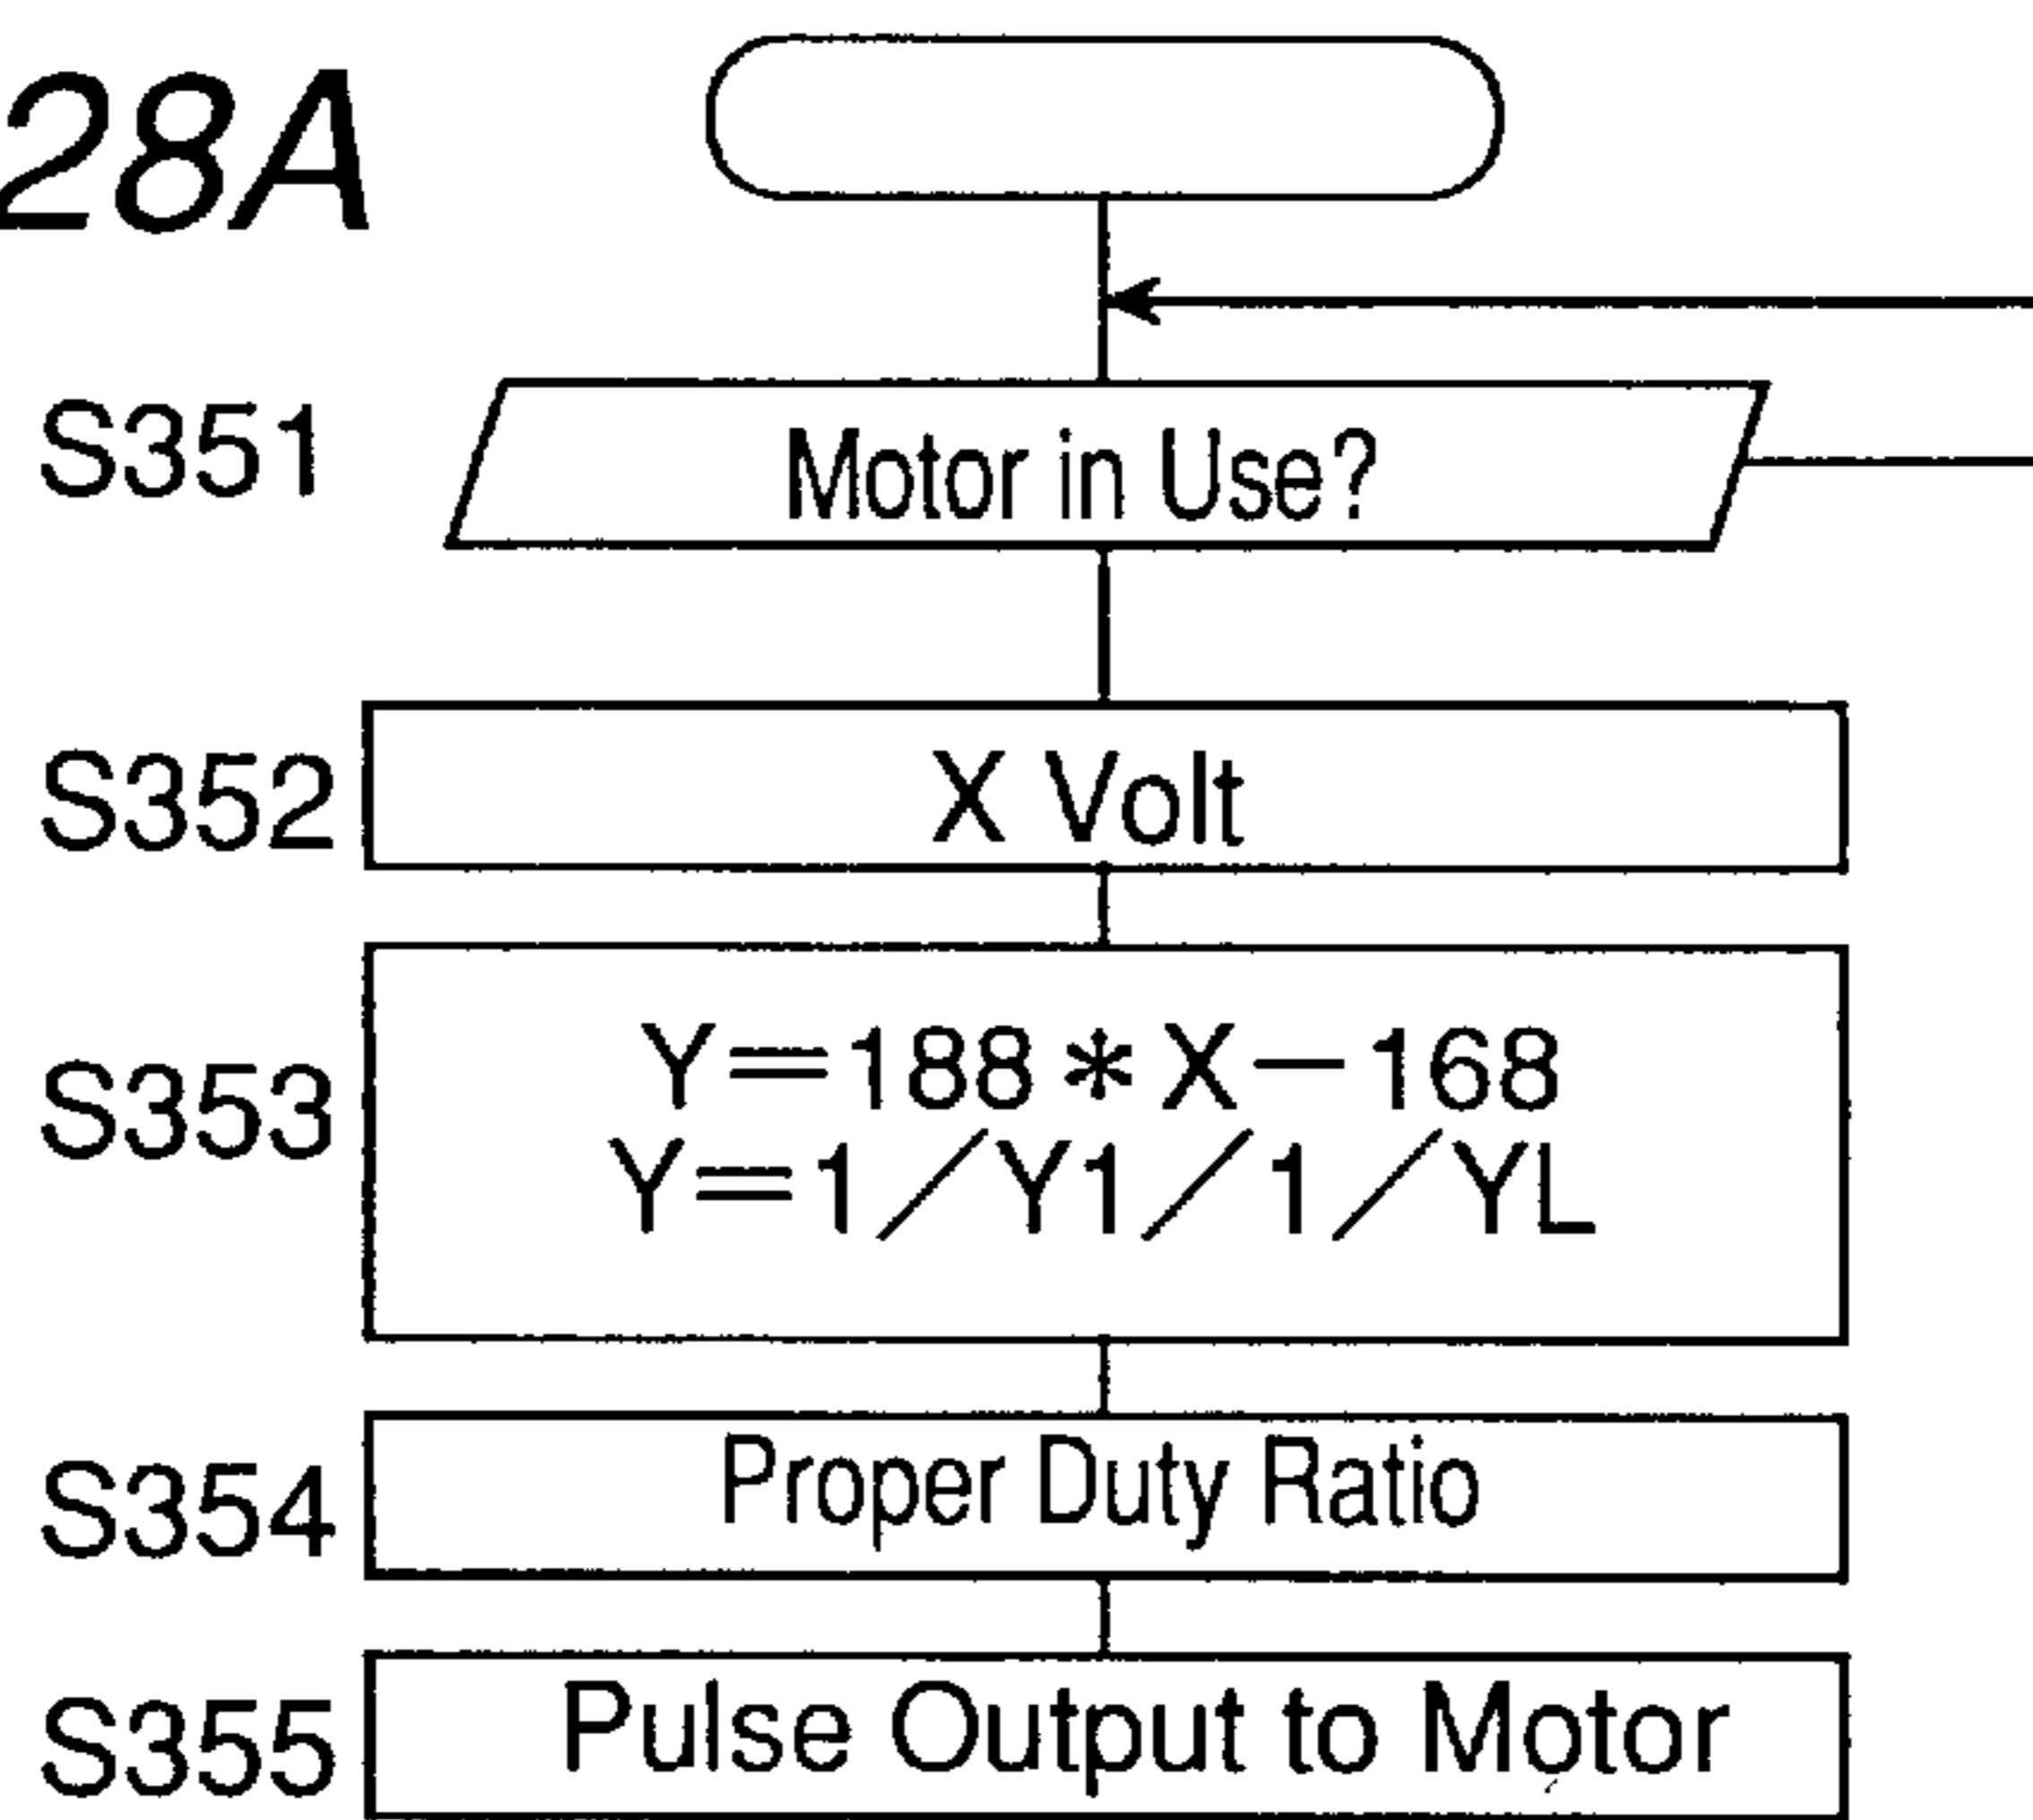 28A
S351 Motor in Use?
S352 X Volt
S353 Y=188*X-168
Y=1/Y1/1/YL
S354 Proper Duty Ratio
S355 Pulse Output to Motor